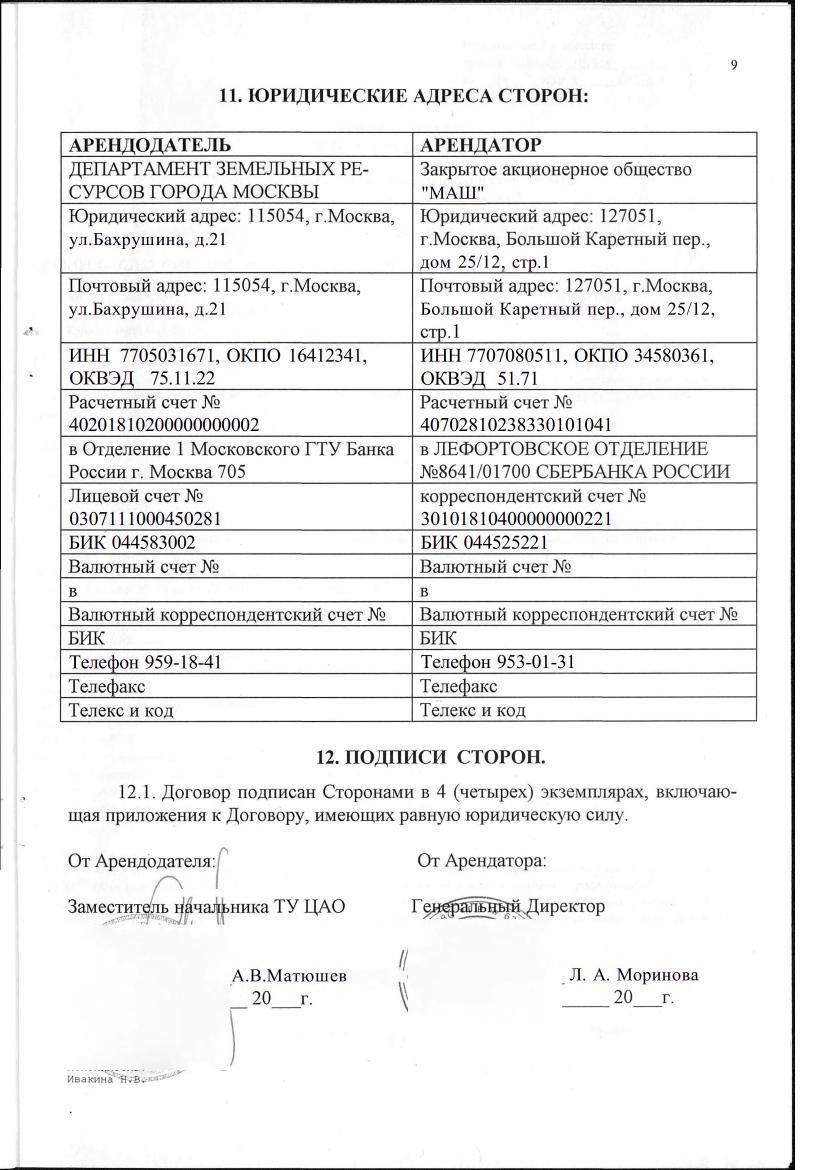 9
11. ЮРИДИЧЕСКИЕ АДРЕСА СТОРОН:
АРЕНДОДАТЕЛЬ
АРЕНДАТОР
ДЕПАРТАМЕНТ ЗЕМЕЛЬНЫХ РЕ-
СУРСОВ ГОРОДА МОСКВЫ
Закрытое акционерное общество
"МАШ"
Юридический адрес: 115054, г.Москва,
ул.Бахрушина, д.21
Юридический адрес: 127051,
г.Москва, Большой Каретный пер.,
дом 25/12, стр.1
Почтовый адрес: 115054, г.Москва,
ул.Бахрушина, д.21
Почтовый адрес: 127051, г.Москва,
Большой Каретный пер., дом 25/12,
стр.1
ИНН 7705031671, ОКПО 16412341,
ОКВЭД 75.11.22
ИНН 7707080511, ОКПО 34580361,
ОКВЭД 51.71
Расчетный счет №
40201810200000000002
Расчетный счет №
40702810238330101041
в Отделение 1 Московского ГТУ Банка
России г. Москва 705
в ЛЕФОРТОВСКОЕ ОТДЕЛЕНИЕ
№8641/01700 СБЕРБАНКА РОССИИ
Лицевой счет №
0307111000450281
корреспондентский счет №
30101810400000000221
БИК 044583002
БИК 044525221
Валютный счет №
Валютный счет №
в
в
Валютный корреспондентский счет №
Валютный корреспондентский счет №
БИК
БИК
Телефон 959-18-41
Телефон 953-01-31
Телефакс
Телефакс
Телекс и код
Телекс и код
12. ПОДПИСИ СТОРОН.
12.1. Договор подписан Сторонами в 4 (четырех) экземплярах, включаю-
щая приложения к Договору, имеющих равную юридическую силу.
От Арендодателя:
От Арендатора:
Заместитель начальника ТУ ЦАО
Генеральный Директор
А.В.Матюшев
Л. А. Моринова
__ 20___г.
_____ 20___г.
Ивакина Н.В.